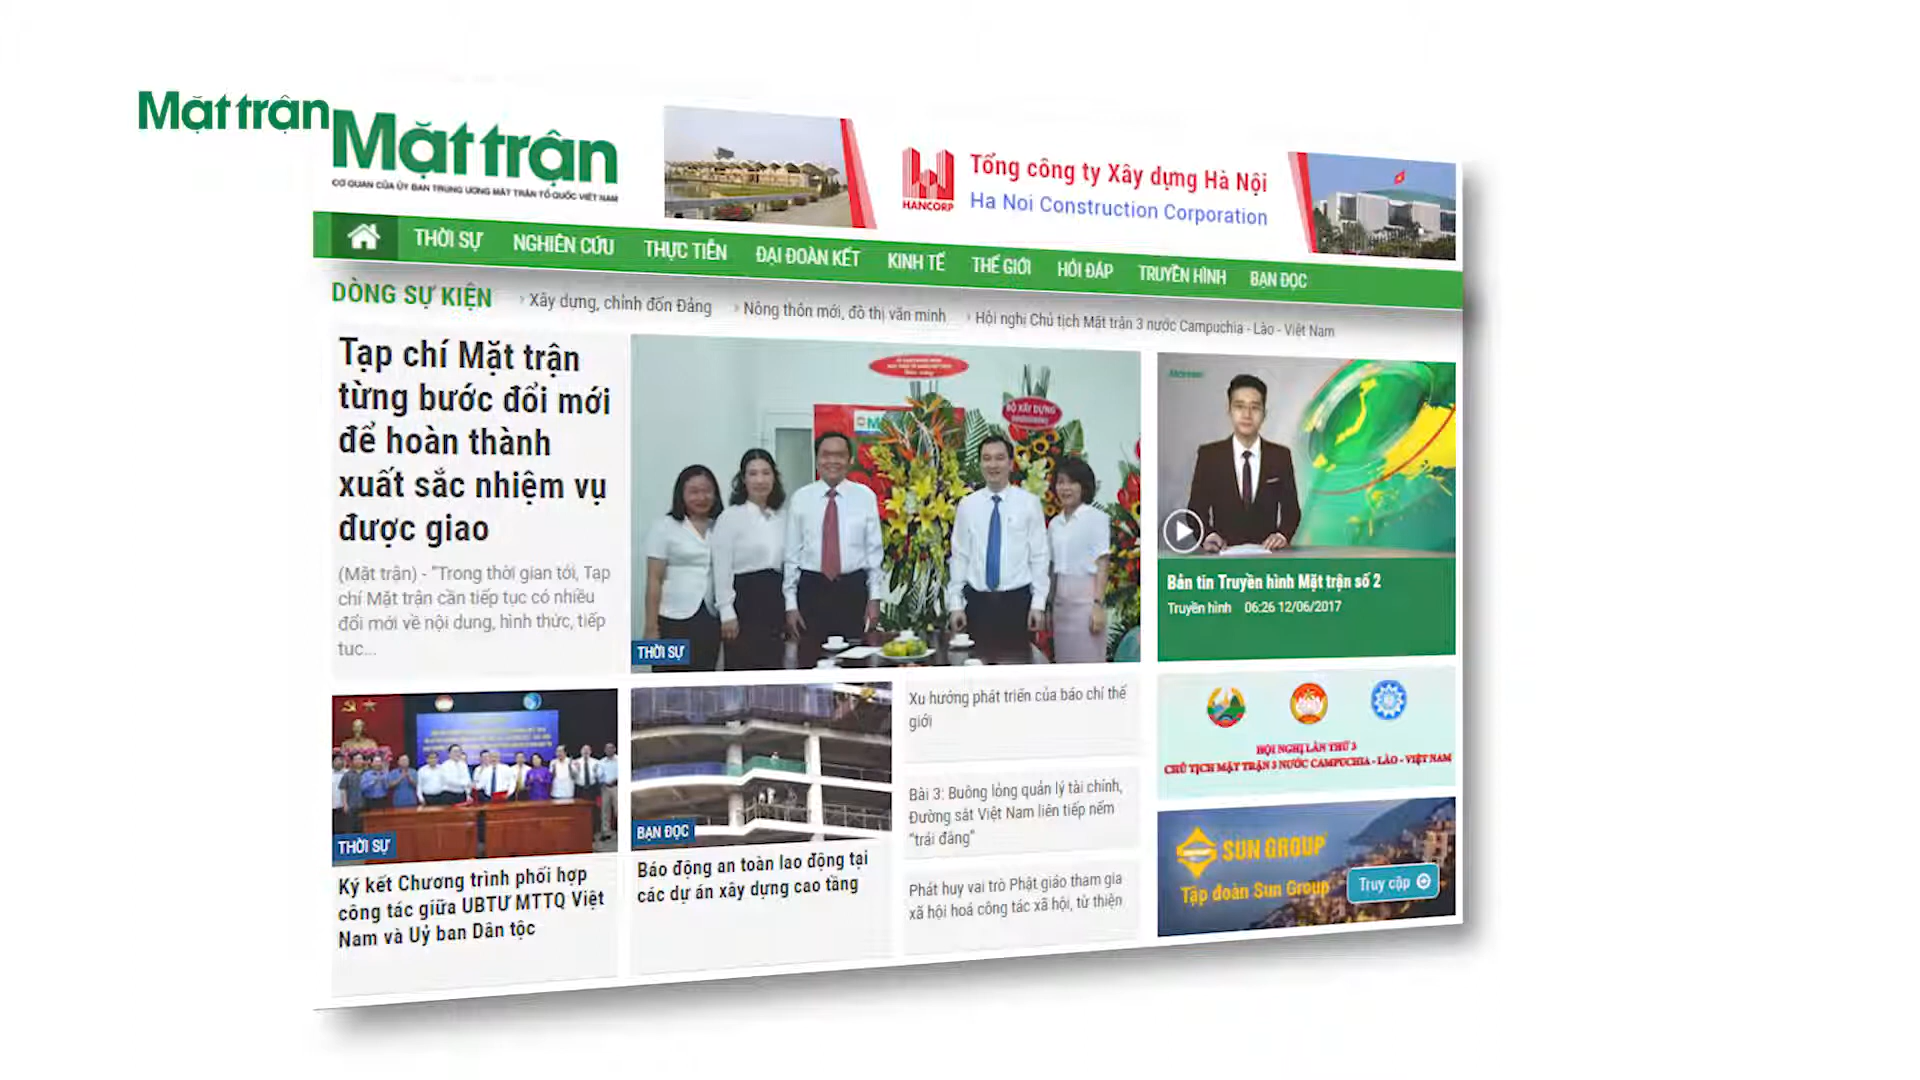 Mặt trận
Mặt trận
CƠ QUAN CỦA ỦY BAN TRUNG ƯƠNG MẶT TRẬN TỔ QUỐC VIỆT NAM
HANCORP
Tổng công ty Xây dựng Hà Nội
Ha Noi Construction Corporation
THỜI SỰ NGHIÊN CỨU THỰC TIỄN ĐẠI ĐOÀN KẾT KINH TẾ THẾ GIỚI HỎI ĐÁP TRUYỀN HÌNH BẠN ĐỌC
DÒNG SỰ KIỆN › Xây dựng, chỉnh đốn Đảng › Nông thôn mới, đô thị văn minh › Hội nghị Chủ tịch Mặt trận 3 nước Campuchia - Lào - Việt Nam
Tạp chí Mặt trận
từng bước đổi mới
để hoàn thành
xuất sắc nhiệm vụ
được giao
(Mặt trận) - "Trong thời gian tới, Tạp
chí Mặt trận cần tiếp tục có nhiều
đổi mới về nội dung, hình thức, tiếp
tục...
BỘ XÂY DỰNG
THỜI SỰ
Mặt trận
Bản tin Truyền hình Mặt trận số 2
Truyền hình 06:26 12/06/2017
THỜI SỰ
Ký kết Chương trình phối hợp
công tác giữa UBTƯ MTTQ Việt
Nam và Uỷ ban Dân tộc
BẠN ĐỌC
Báo động an toàn lao động tại
các dự án xây dựng cao tầng
Xu hướng phát triển của báo chí thế
giới
Bài 3: Buông lỏng quản lý tài chính,
Đường sắt Việt Nam liên tiếp nếm
"trái đắng"
Phát huy vai trò Phật giáo tham gia
xã hội hoá công tác xã hội, từ thiện
HỘI NGHỊ LẦN THỨ 3
CHỦ TỊCH MẶT TRẬN 3 NƯỚC CAMPUCHIA - LÀO - VIỆT NAM
SUN GROUP
Tập đoàn Sun Group
Truy cập